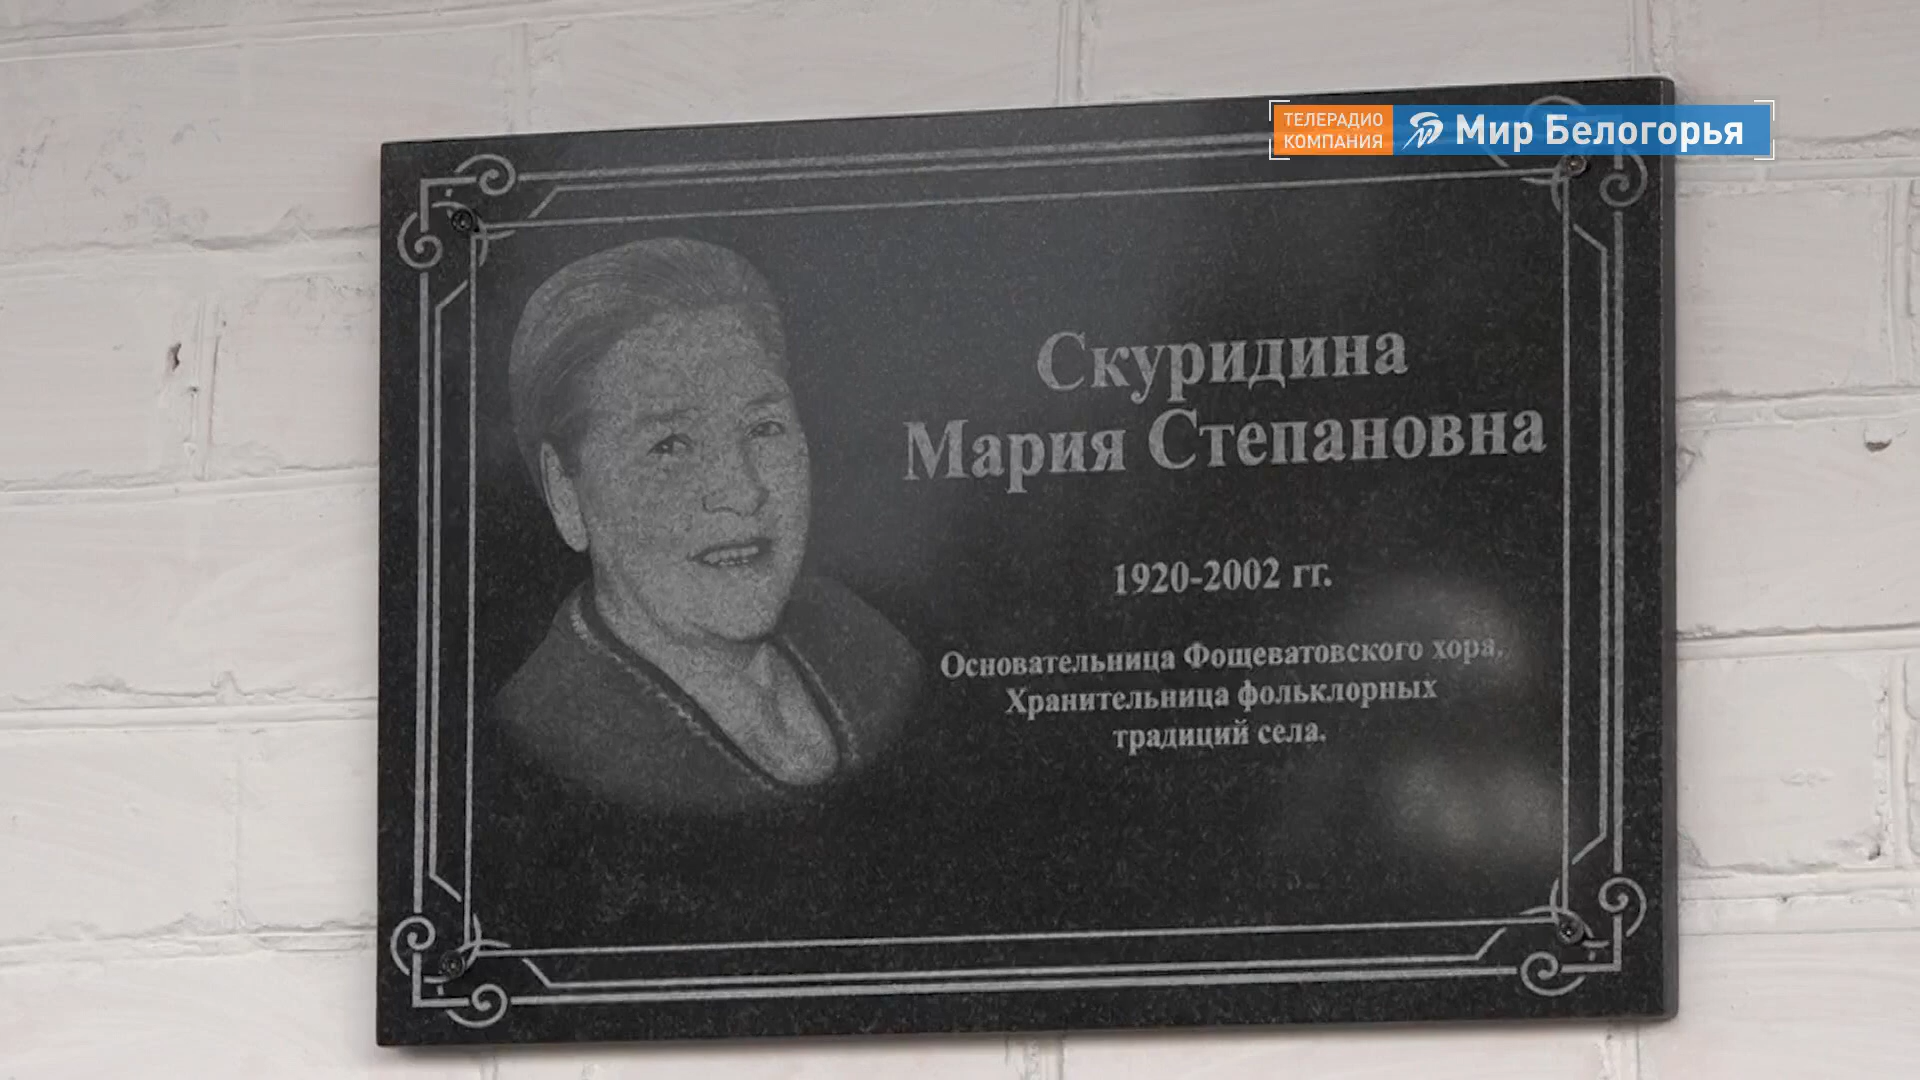 ТЕЛЕРАДИО
КОМПАНИЯ
Мир Белогорья
Скуридина
Мария Степановна
1920-2002 гг.
Основательница Фощеватовского хора.
Хранительница фольклорных
традиций села.